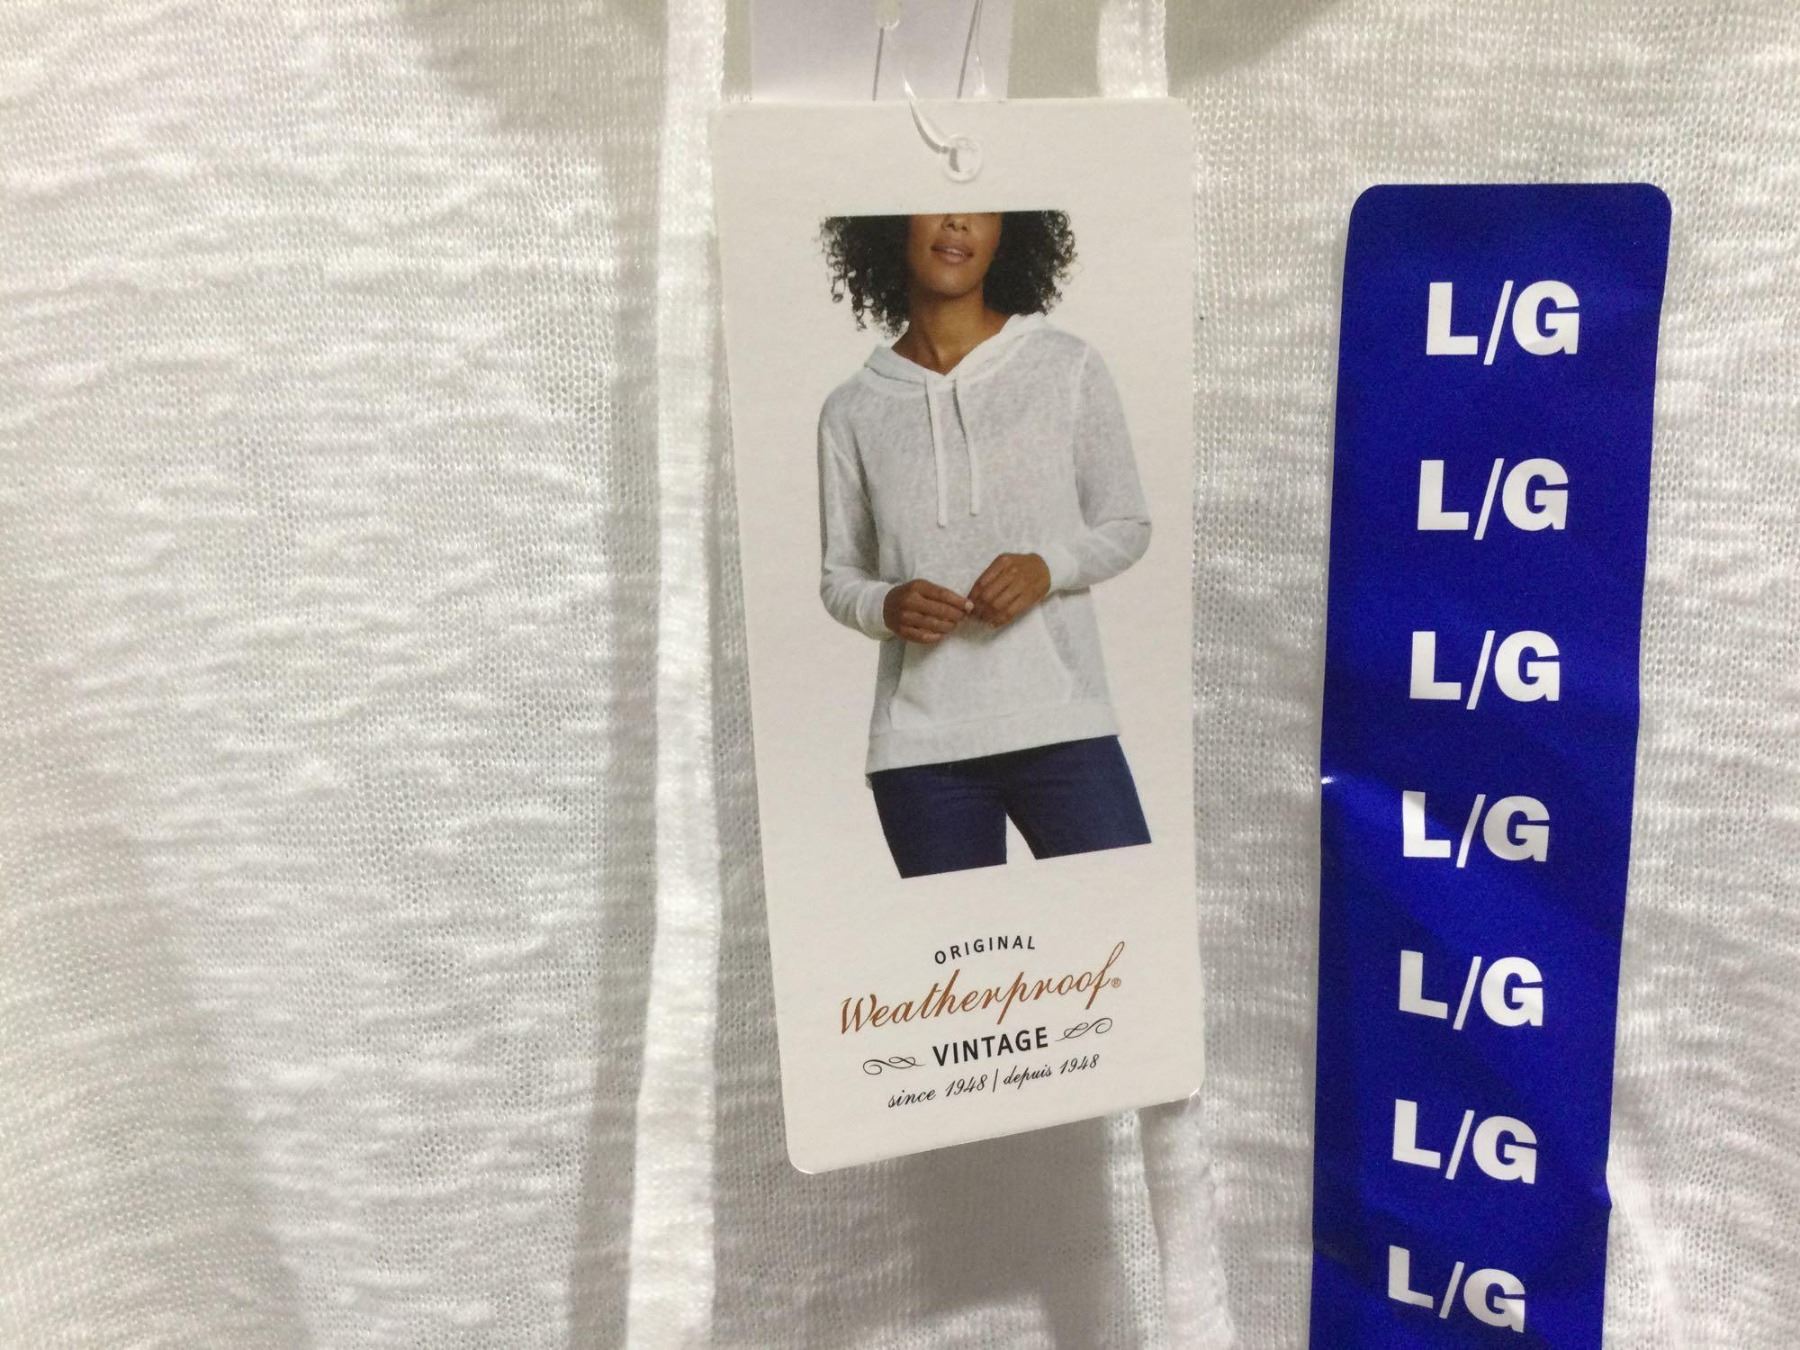 ORIGINAL
Weatherproof®
VINTAGE
since 1948 | depuis 1948
L/G
L/G
L/G
L/G
L/G
L/G
L/G